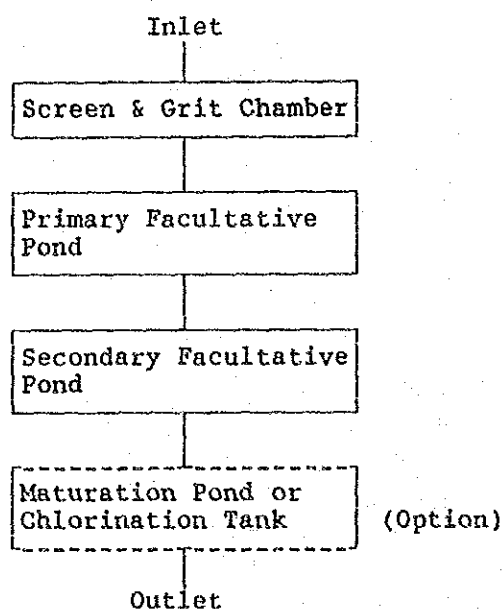 Inlet
Screen & Grit Chamber
Primary Facultative
Pond
Secondary Facultative
Pond
Maturation Pond or
Chlorination Tank
(Option)
Outlet